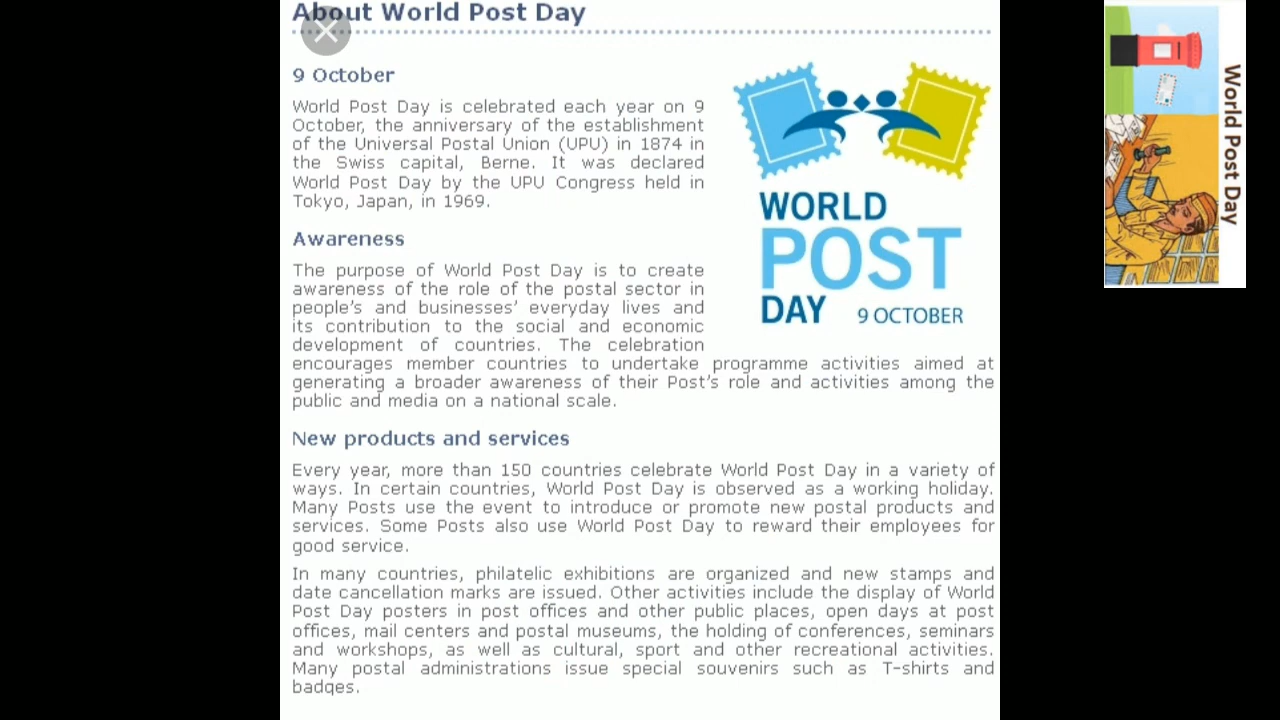 About World Post Day
9 October
World Post Day is celebrated each year on 9
October, the anniversary of the establishment
of the Universal Postal Union (UPU) in 1874 in
the Swiss capital, Berne. It was declared
World Post Day by the UPU Congress held in
Tokyo, Japan, in 1969.
Awareness
The purpose of World Post Day is to create
awareness of the role of the postal sector in
people's and businesses' everyday lives and
its contribution to the social and economic
development of countries. The celebration
encourages member countries to undertake programme activities aimed at
generating a broader awareness of their Post's role and activities among the
public and media on a national scale.
New products and services
Every year, more than 150 countries celebrate World Post Day in a variety of
ways. In certain countries, World Post Day is observed as a working holiday.
Many Posts use the event to introduce or promote new postal products and
services. Some Posts also use World Post Day to reward their employees for
good service.
In many countries, philatelic exhibitions are organized and new stamps and
date cancellation marks are issued. Other activities include the display of World
Post Day posters in post offices and other public places, open days at post
offices, mail centers and postal museums, the holding of conferences, seminars
and workshops, as well as cultural, sport and other recreational activities.
Many postal administrations issue special souvenirs such as T-shirts and
badges.
WORLD
POST
DAY 9 OCTOBER
World Post Day